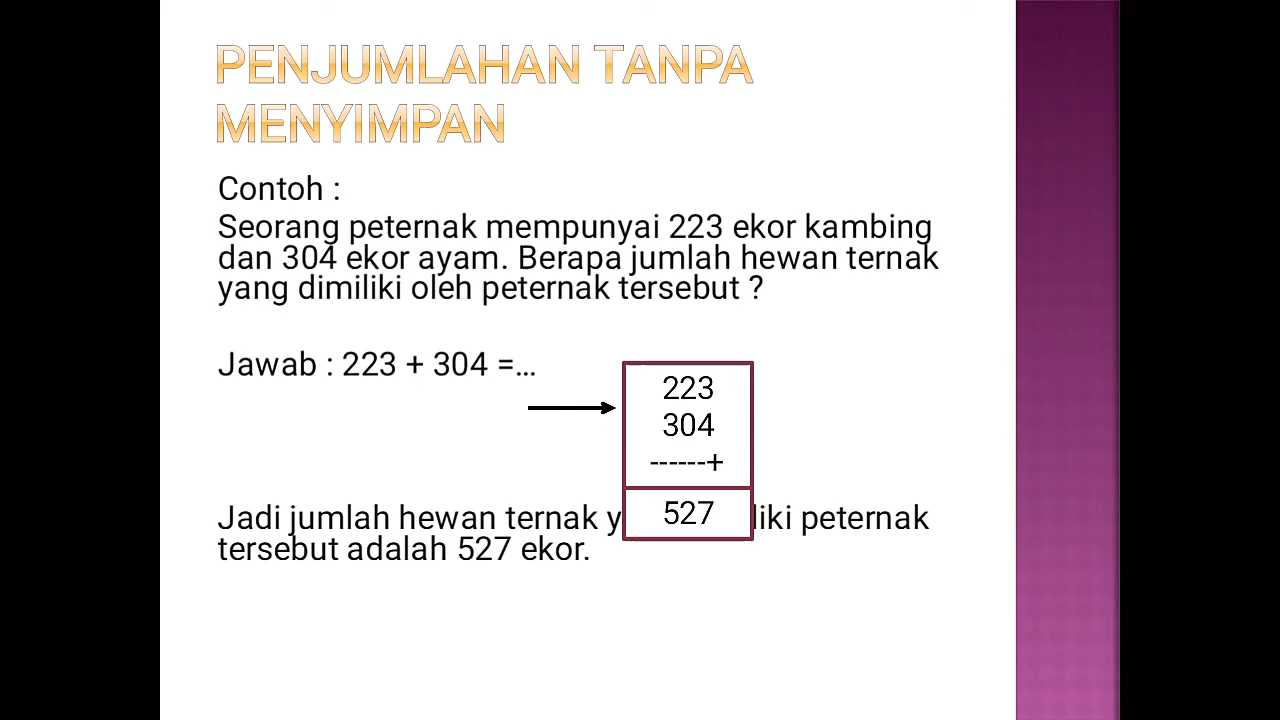 PENJUMLAHAN TANPA
MENYIMPAN
Contoh :
Seorang peternak mempunyai 223 ekor kambing
dan 304 ekor ayam. Berapa jumlah hewan ternak
yang dimiliki oleh peternak tersebut ?
Jawab : 223 + 304 =...
223
304
------+
527
Jadi jumlah hewan ternak y liki peternak
tersebut adalah 527 ekor.